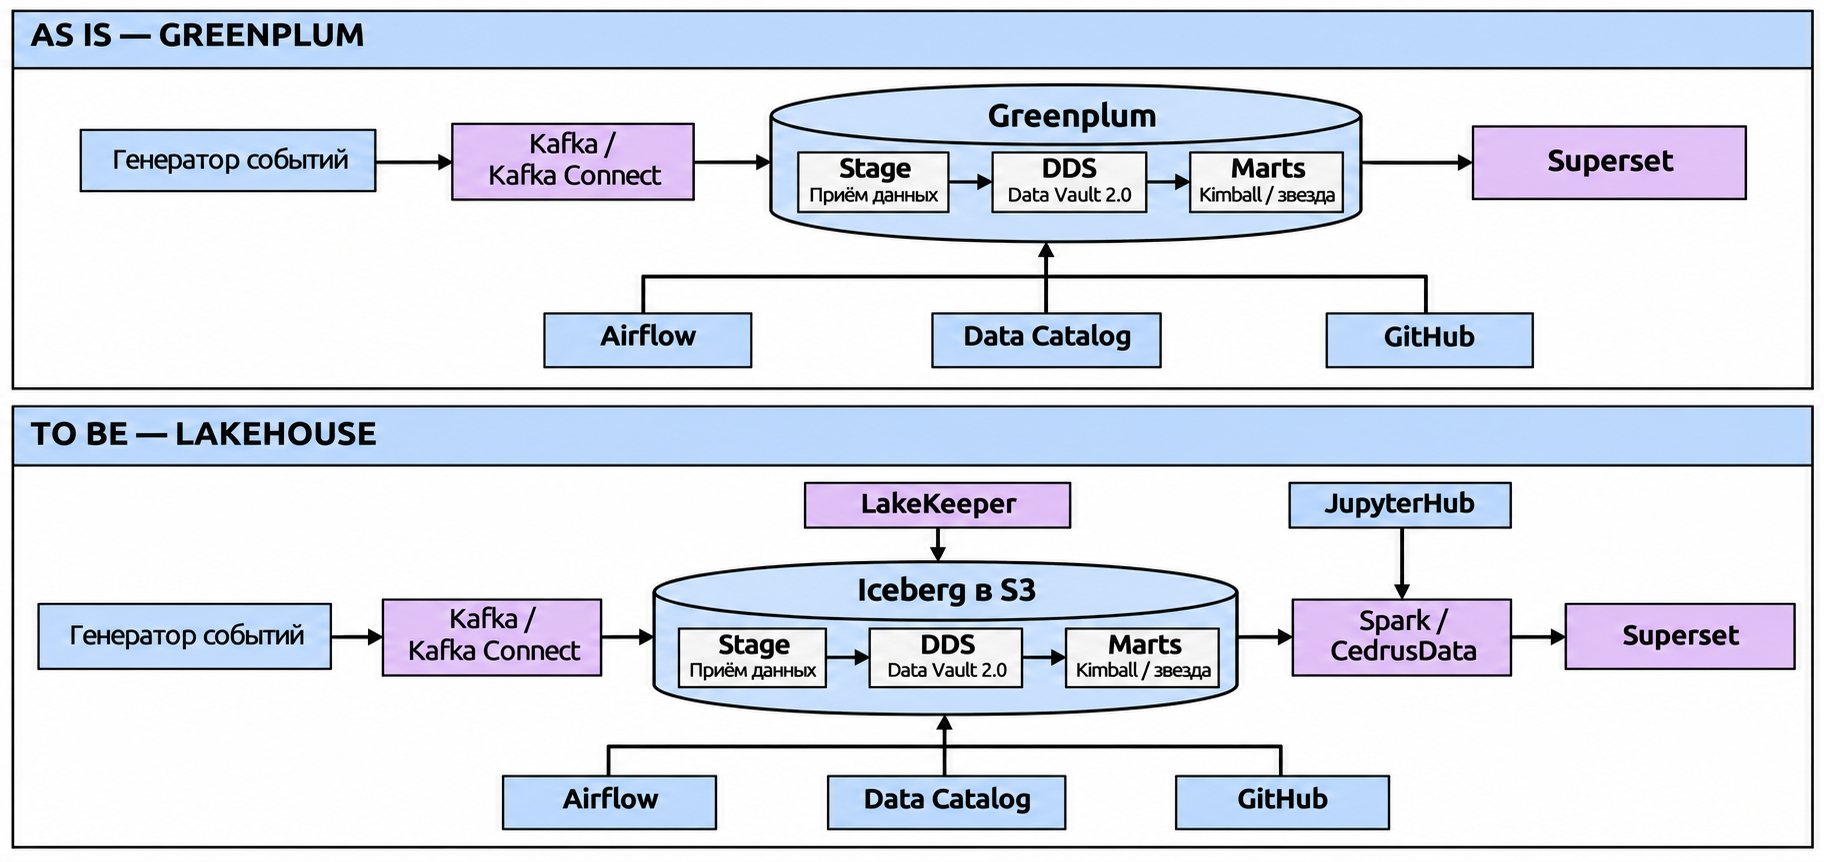 AS IS — GREENPLUM
Генератор событий
Kafka /
Kafka Connect
Greenplum
Stage
Приём данных
DDS
Data Vault 2.0
Marts
Kimball / звезда
Superset
Airflow
Data Catalog
GitHub
TO BE — LAKEHOUSE
LakeKeeper
JupyterHub
Генератор событий
Kafka /
Kafka Connect
Iceberg в S3
Stage
Приём данных
DDS
Data Vault 2.0
Marts
Kimball / звезда
Spark /
CedrusData
Superset
Airflow
Data Catalog
GitHub